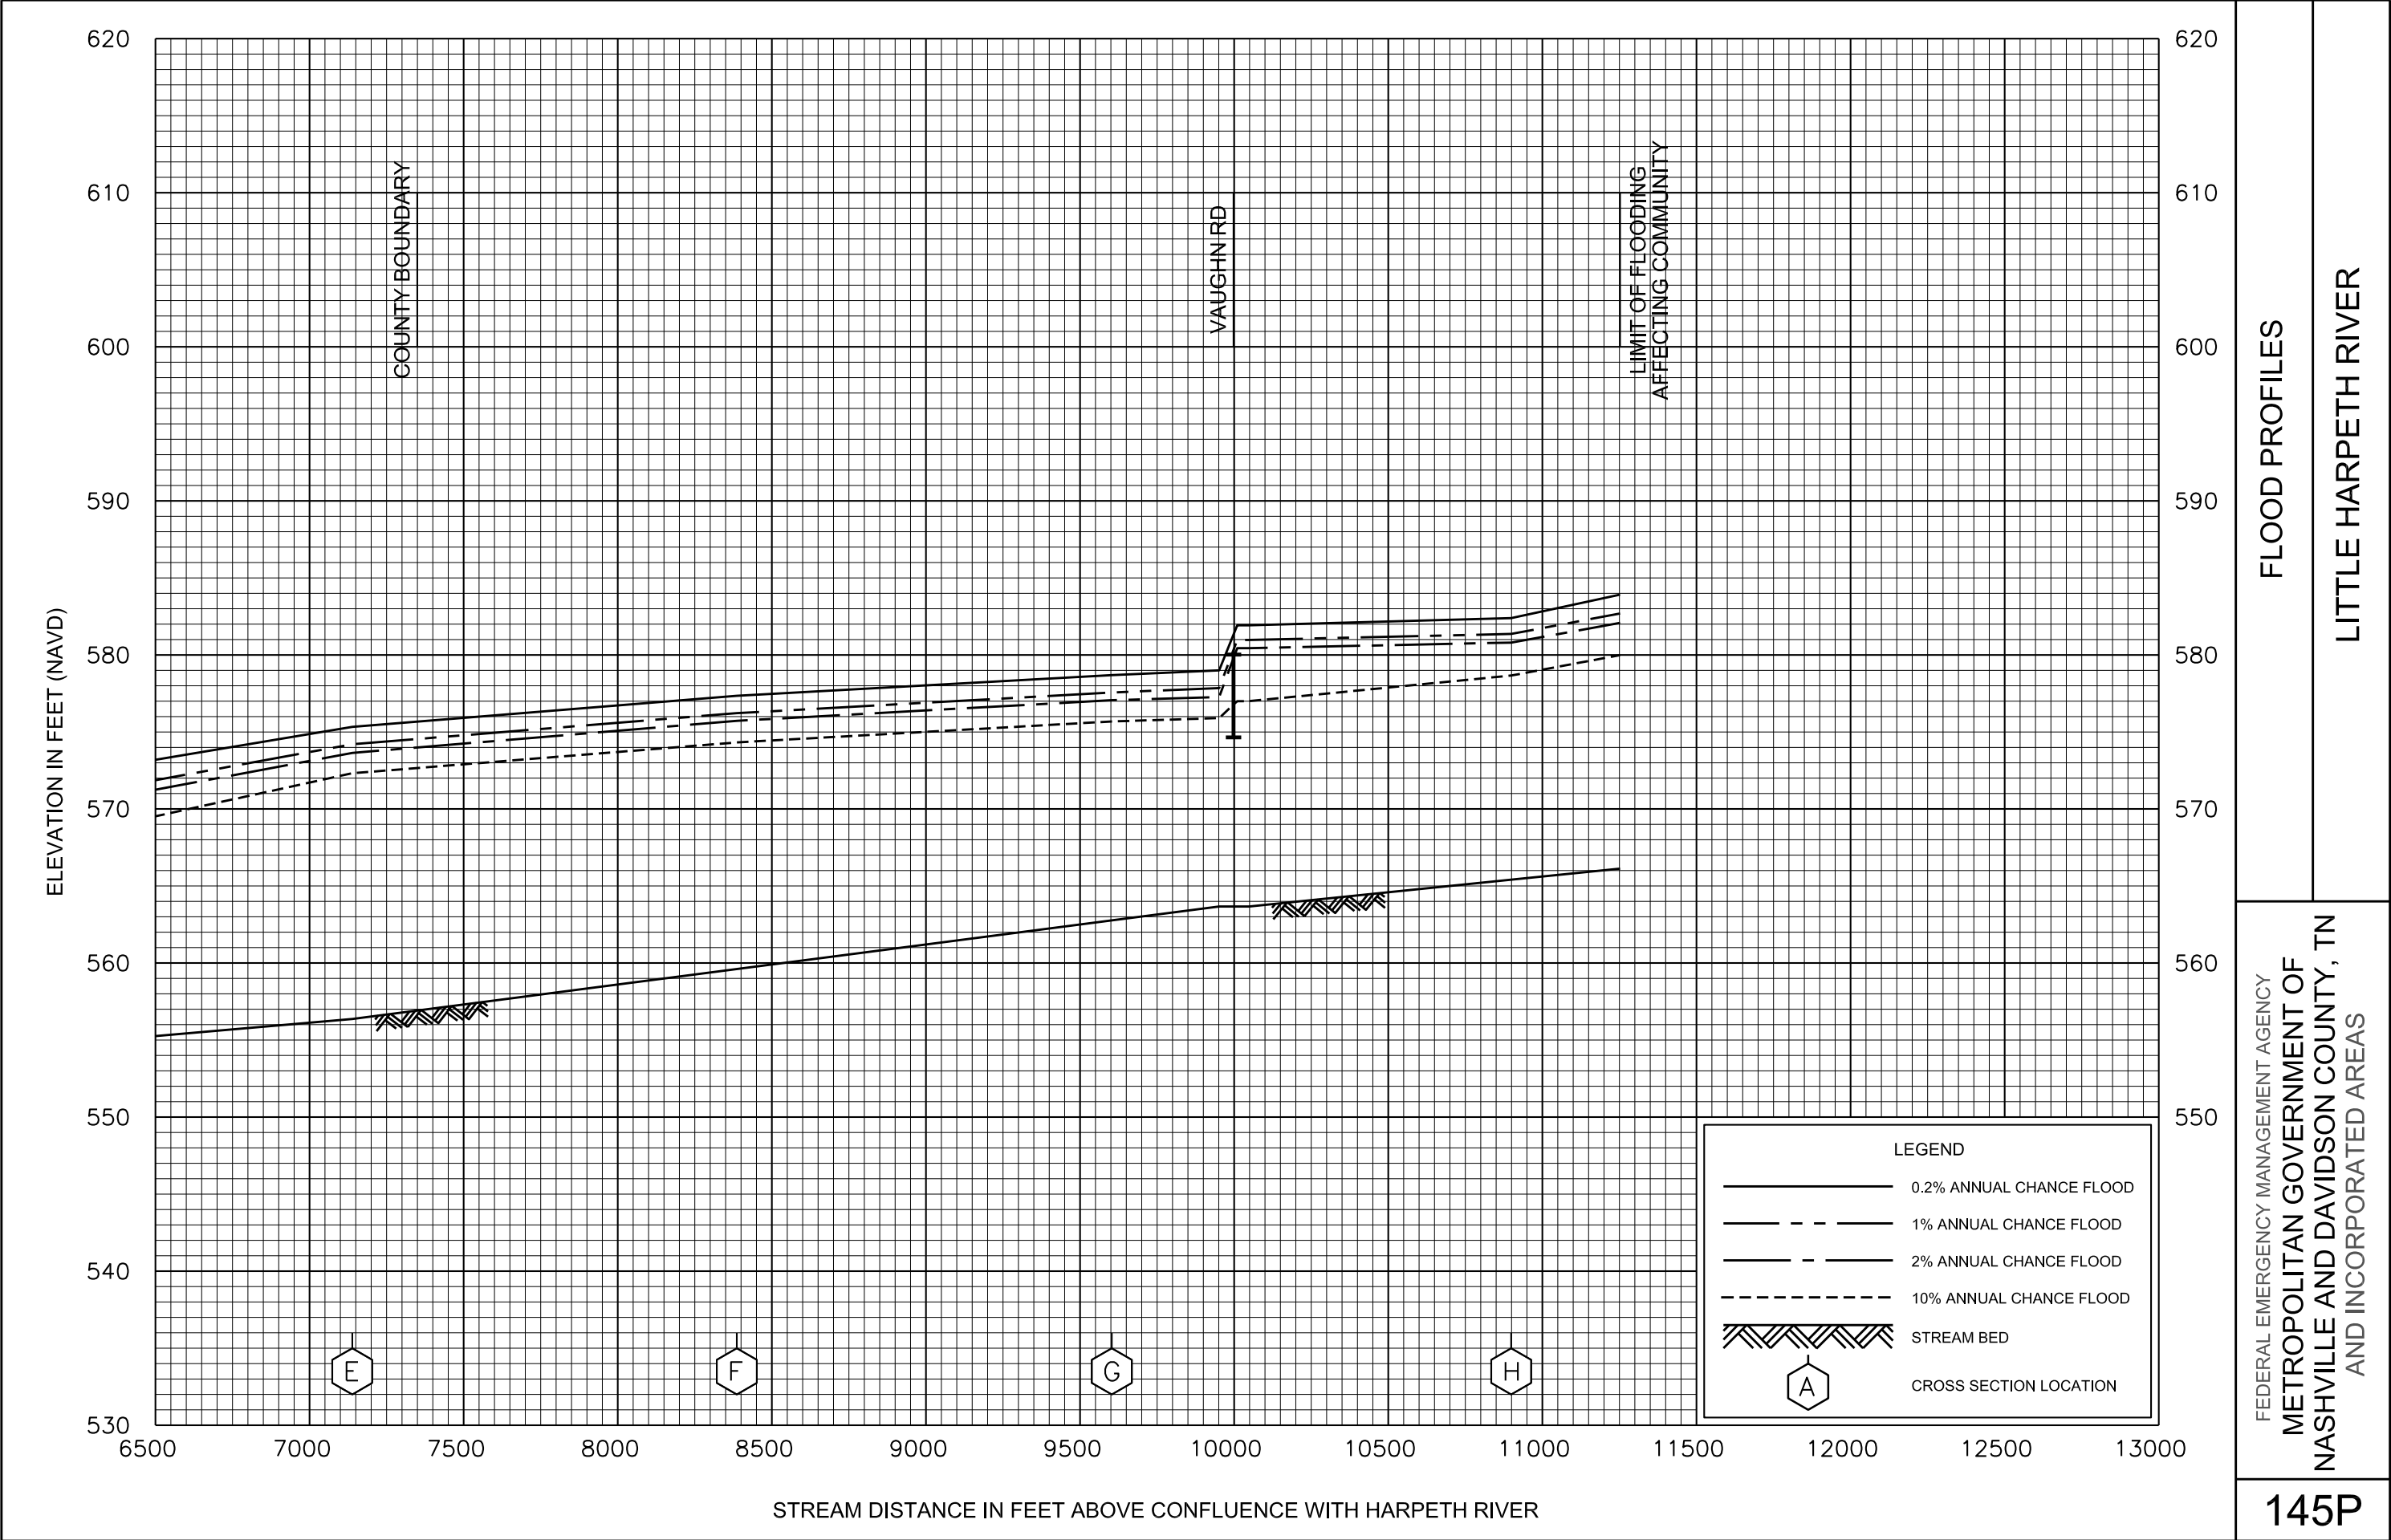 620
610
600
590
580
570
560
550
540
530
ELEVATION IN FEET (NAVD)
COUNTY BOUNDARY
VAUGHN RD
LIMIT OF FLOODING
AFFECTING COMMUNITY
620
610
600
590
580
570
560
550
E
F
G
H
LEGEND
0.2% ANNUAL CHANCE FLOOD
1% ANNUAL CHANCE FLOOD
2% ANNUAL CHANCE FLOOD
10% ANNUAL CHANCE FLOOD
STREAM BED
A
CROSS SECTION LOCATION
6500 7000 7500 8000 8500 9000 9500 10000 10500 11000 11500 12000 12500 13000
STREAM DISTANCE IN FEET ABOVE CONFLUENCE WITH HARPETH RIVER
FLOOD PROFILES
LITTLE HARPETH RIVER
FEDERAL EMERGENCY MANAGEMENT AGENCY
METROPOLITAN GOVERNMENT OF
NASHVILLE AND DAVIDSON COUNTY, TN
AND INCORPORATED AREAS
145P